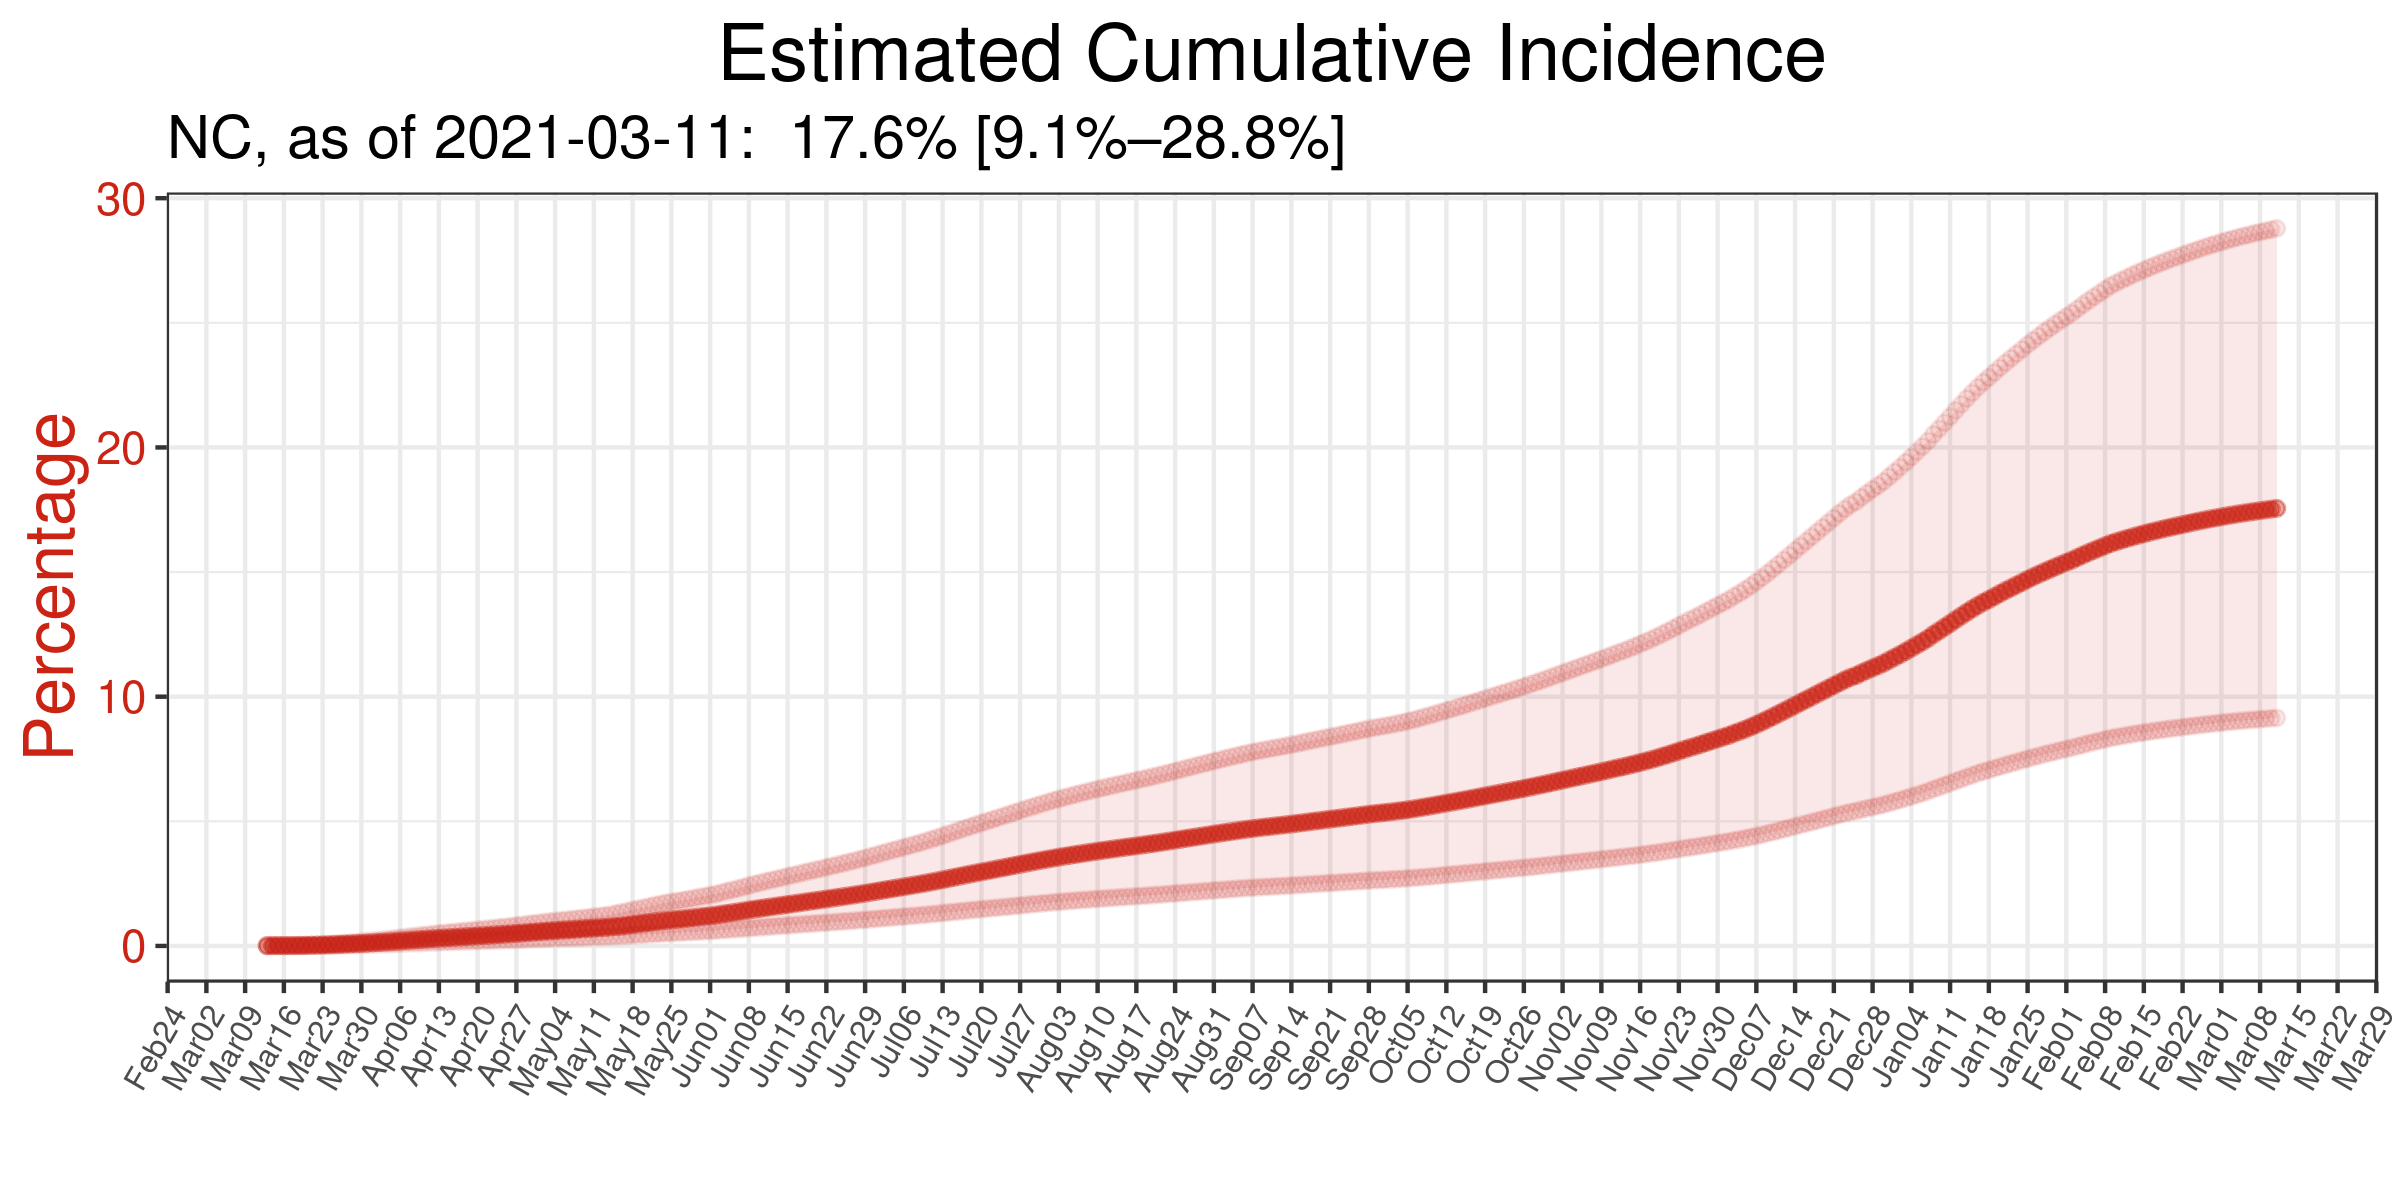 Estimated Cumulative Incidence
NC, as of 2021-03-11:  17.6% [9.1%–28.8%]
Percentage
30
20
10
0
Feb24
Mar02
Mar09
Mar16
Mar23
Mar30
Apr06
Apr13
Apr20
Apr27
May04
May11
May18
May25
Jun01
Jun08
Jun15
Jun22
Jun29
Jul06
Jul13
Jul20
Jul27
Aug03
Aug10
Aug17
Aug24
Aug31
Sep07
Sep14
Sep21
Sep28
Oct05
Oct12
Oct19
Oct26
Nov02
Nov09
Nov16
Nov23
Nov30
Dec07
Dec14
Dec21
Dec28
Jan04
Jan11
Jan18
Jan25
Feb01
Feb08
Feb15
Feb22
Mar01
Mar08
Mar15
Mar22
Mar29